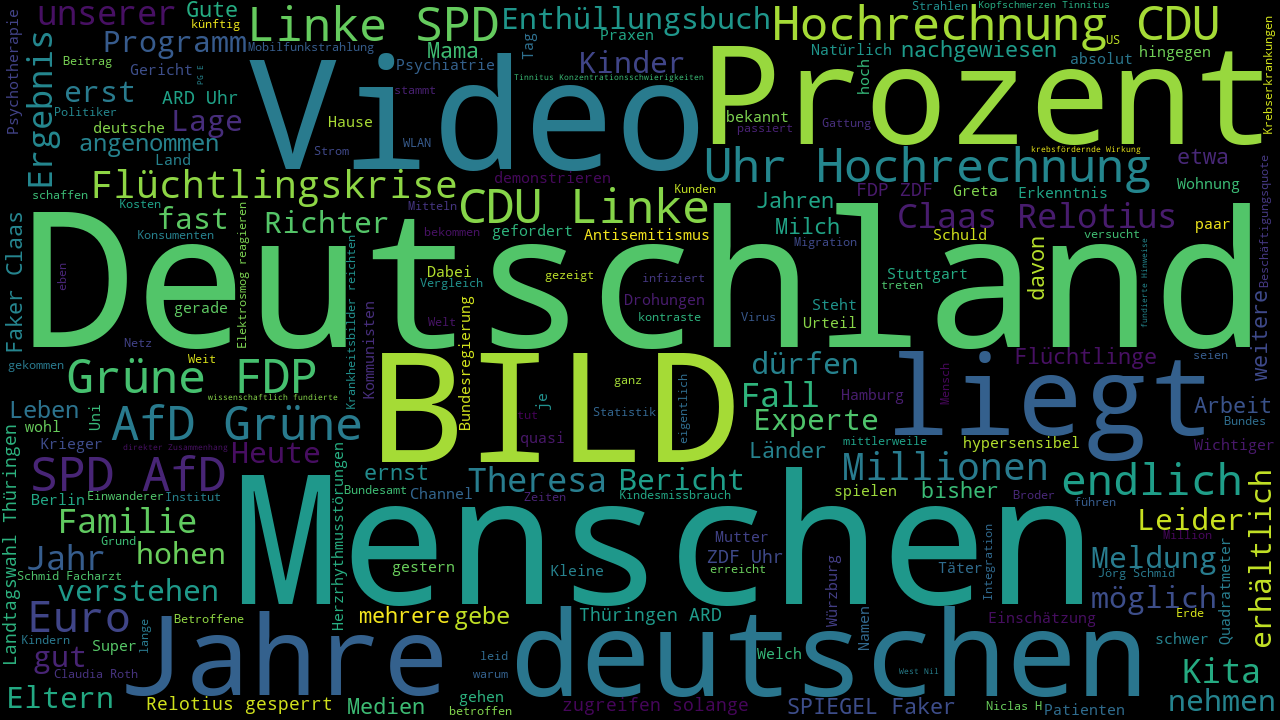 unserer
Gute
künftig
Linke SPD
Enthüllungsbuch
Strahlen
Kopfschmerzen Tinnitus
Hochrechnung
US
CDU
Programm
Mobilfunkstrahlung
Mama
Praxen
Tag
Natürlich
nachgewiesen
hingegen
absolut
Psychotherapie
Ergebnis
Beitrag
Gericht
PG E
Psychiatrie
Kinder
Tinnitus Konzentrationsschwierigkeiten
hoch
Krebserkrankungen
Video
Prozent
erst
ARD Uhr
stammt
Politiker
deutsche
Lage
Hause
bekannt
passiert
Gattung
angenommen
Land
Strom
WLAN
krebsfördernde Wirkung
Uhr Hochrechnung
etwa
Flüchtlingskrise
demonstrieren
Kunden
FDP ZDF
Greta
Erkenntnis
Wohnung
schaffen
Kosten
Mitteln
CDU Linke
Jahren
Claas Relotius
Beschäftigungsquote
fast
Richter
Milch
Faker Claas
Konsumenten
bekommen
gefordert
Antisemitismus
Migration
Schuld
versucht
paar
Deutschland
eben
Elektrosmog reagieren
Krankheitsbilder reichten
Dabei
Vergleich
gezeigt
infiziert
Stuttgart
treten
davon
fundierte Hinweise
gerade
Drohungen
Steht
kontraste
Virus
Urteil
Welt
Netz
Kommunisten
Bundesregierung
gekommen
Weit
Grüne FDP
wissenschaftlich fundierte
BILD
ganz
dürfen
liegt
Flüchtlinge
seien
weitere
Mensch
Leben
Uni
wohl
AfD Grüne
je
Statistik
eigentlich
Fall
Hamburg
Arbeit
tut
Experte
Bundes
Krieger
direkter Zusammenhang
quasi
Länder
mittlerweile
hypersensibel
Wichtiger
Landtagswahl Thüringen
SPD AfD
Heute
ernst
Theresa
Bericht
Millionen
endlich
Berlin
Einwanderer
Institut
Herzrhythmusstörungen
Bundesamt
Channel
Zeiten
Kindesmissbrauch
spielen
bisher
Broder
führen
Familie
Menschen
Leider
erhältlich
Grund
Mutter
Million
Jahr
hohen
gestern
Kleine
ZDF Uhr
erreicht
Täter
Integration
Meldung
Quadratmeter
Schmid Facharzt
Jörg Schmid
verstehen
Würzburg
möglich
Euro
Betroffene
mehrere
gebe
Thüringen ARD
Namen
Einschätzung
Erde
Kindern
Super
lange
Jahre
deutschen
schwer
gut
Claudia Roth
leid
warum
Welch
West Nil
Kita
Eltern
Relotius gesperrt
Medien
gehen
betroffen
zugreifen solange
SPIEGEL Faker
Niclas H
Patienten
nehmen